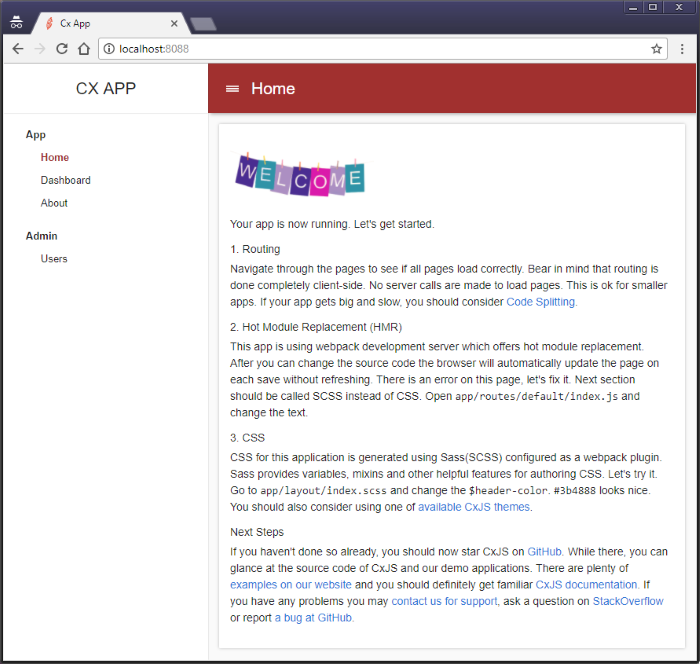 Cx App
localhost:8088
CX APP
Home
App
Home
Dashboard
About
Admin
Users
WELCOME
Your app is now running. Let's get started.
1. Routing
Navigate through the pages to see if all pages load correctly. Bear in mind that routing is
done completely client-side. No server calls are made to load pages. This is ok for smaller
apps. If your app gets big and slow, you should consider Code Splitting.
2. Hot Module Replacement (HMR)
This app is using webpack development server which offers hot module replacement.
After you can change the source code the browser will automatically update the page on
each save without refreshing. There is an error on this page, let's fix it. Next section
should be called SCSS instead of CSS. Open app/routes/default/index.js and
change the text.
3. CSS
CSS for this application is generated using Sass(SCSS) configured as a webpack plugin.
Sass provides variables, mixins and other helpful features for authoring CSS. Let's try it.
Go to app/layout/index.scss and change the $header-color. #3b4888 looks nice.
You should also consider using one of available CxJS themes.
Next Steps
If you haven't done so already, you should now star CxJS on GitHub. While there, you can
glance at the source code of CxJS and our demo applications. There are plenty of
examples on our website and you should definitely get familiar CxJS documentation. If
you have any problems you may contact us for support, ask a question on StackOverflow
or report a bug at GitHub.